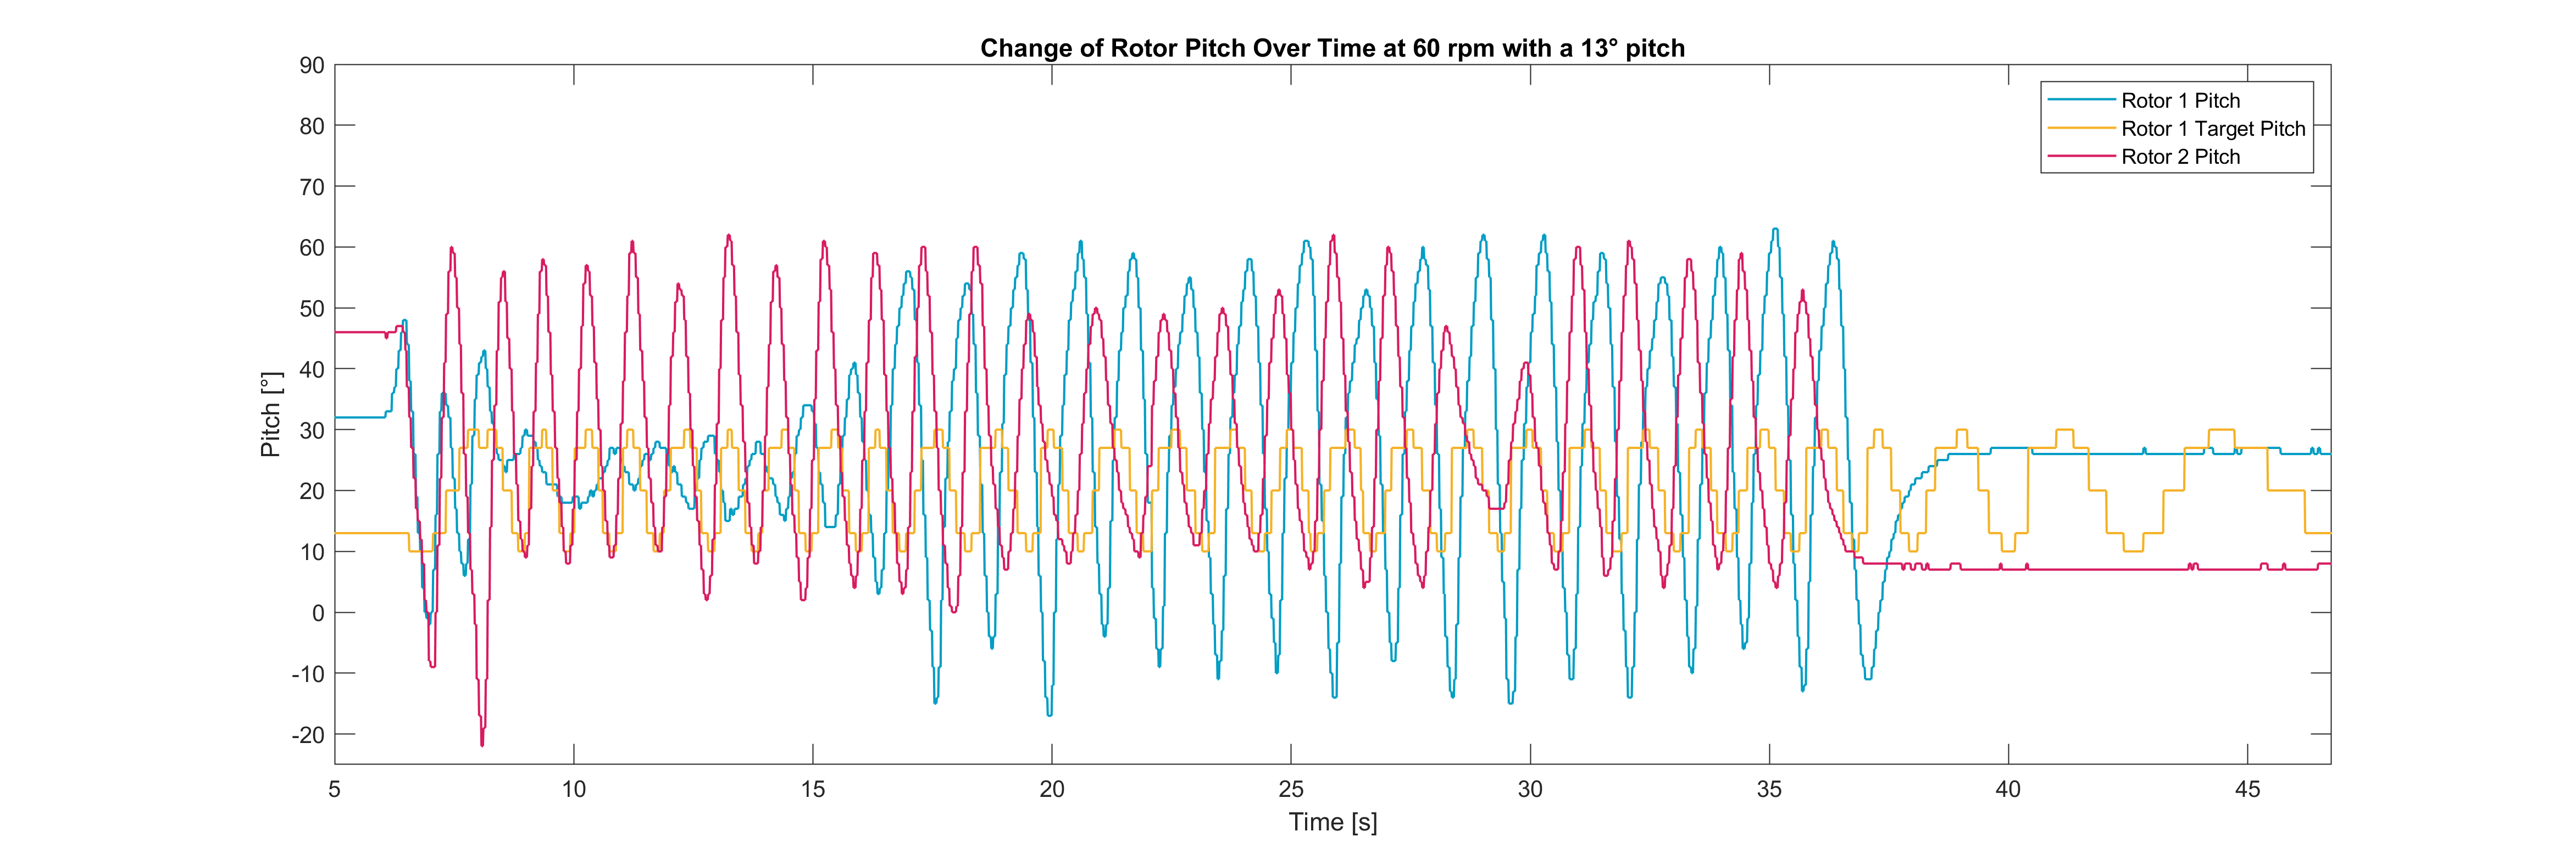 Change of Rotor Pitch Over Time at 60 rpm with a 13° pitch
90
80
70
60
50
40
30
20
10
0
-10
-20
Pitch [°]
Rotor 1 Pitch
Rotor 1 Target Pitch
Rotor 2 Pitch
5 10 15 20 25 30 35 40 45
Time [s]